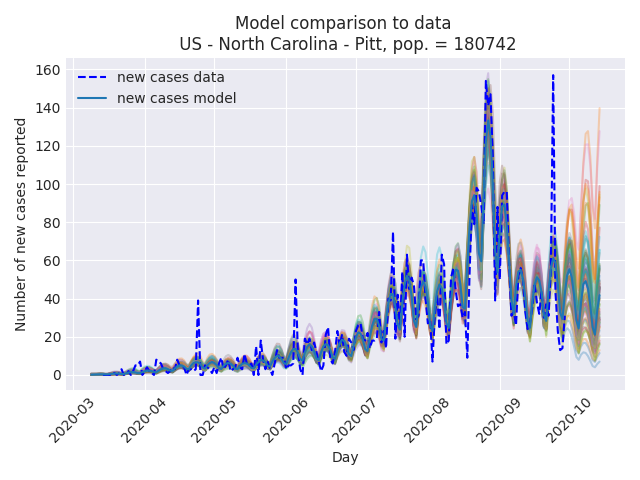 Model comparison to data
US - North Carolina - Pitt, pop. = 180742
new cases data
new cases model
Number of new cases reported
160
140
120
100
80
60
40
20
0
2020-03
2020-04
2020-05
2020-06
2020-07
2020-08
2020-09
2020-10
Day